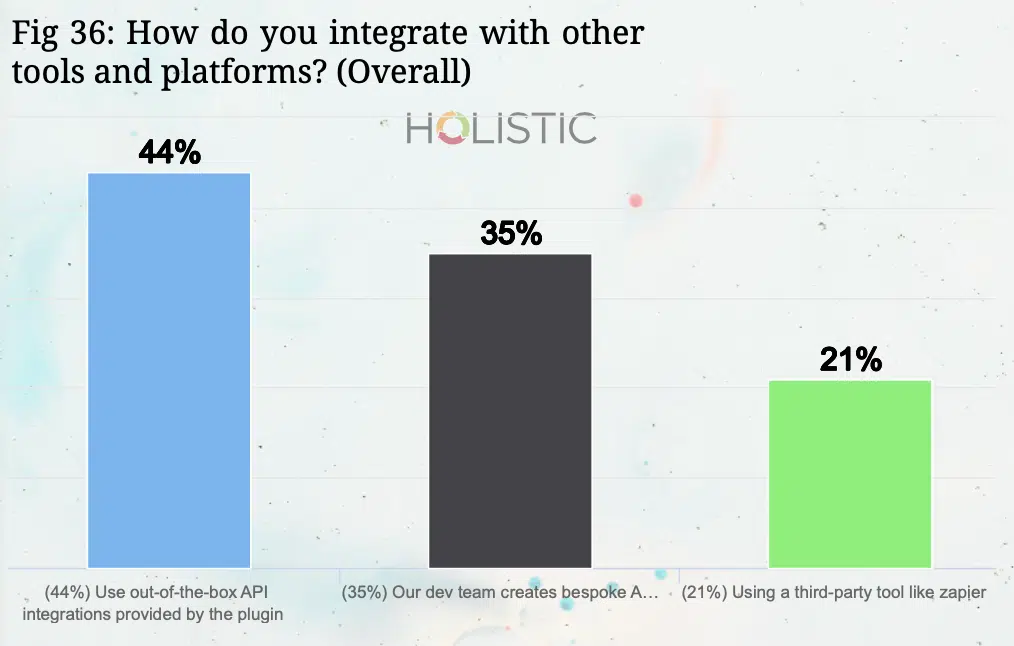 Fig 36: How do you integrate with other
tools and platforms? (Overall)
HOLISTIC
44%
35%
21%
(44%) Use out-of-the-box API
integrations provided by the plugin
(35%) Our dev team creates bespoke A...
(21%) Using a third-party tool like zapier